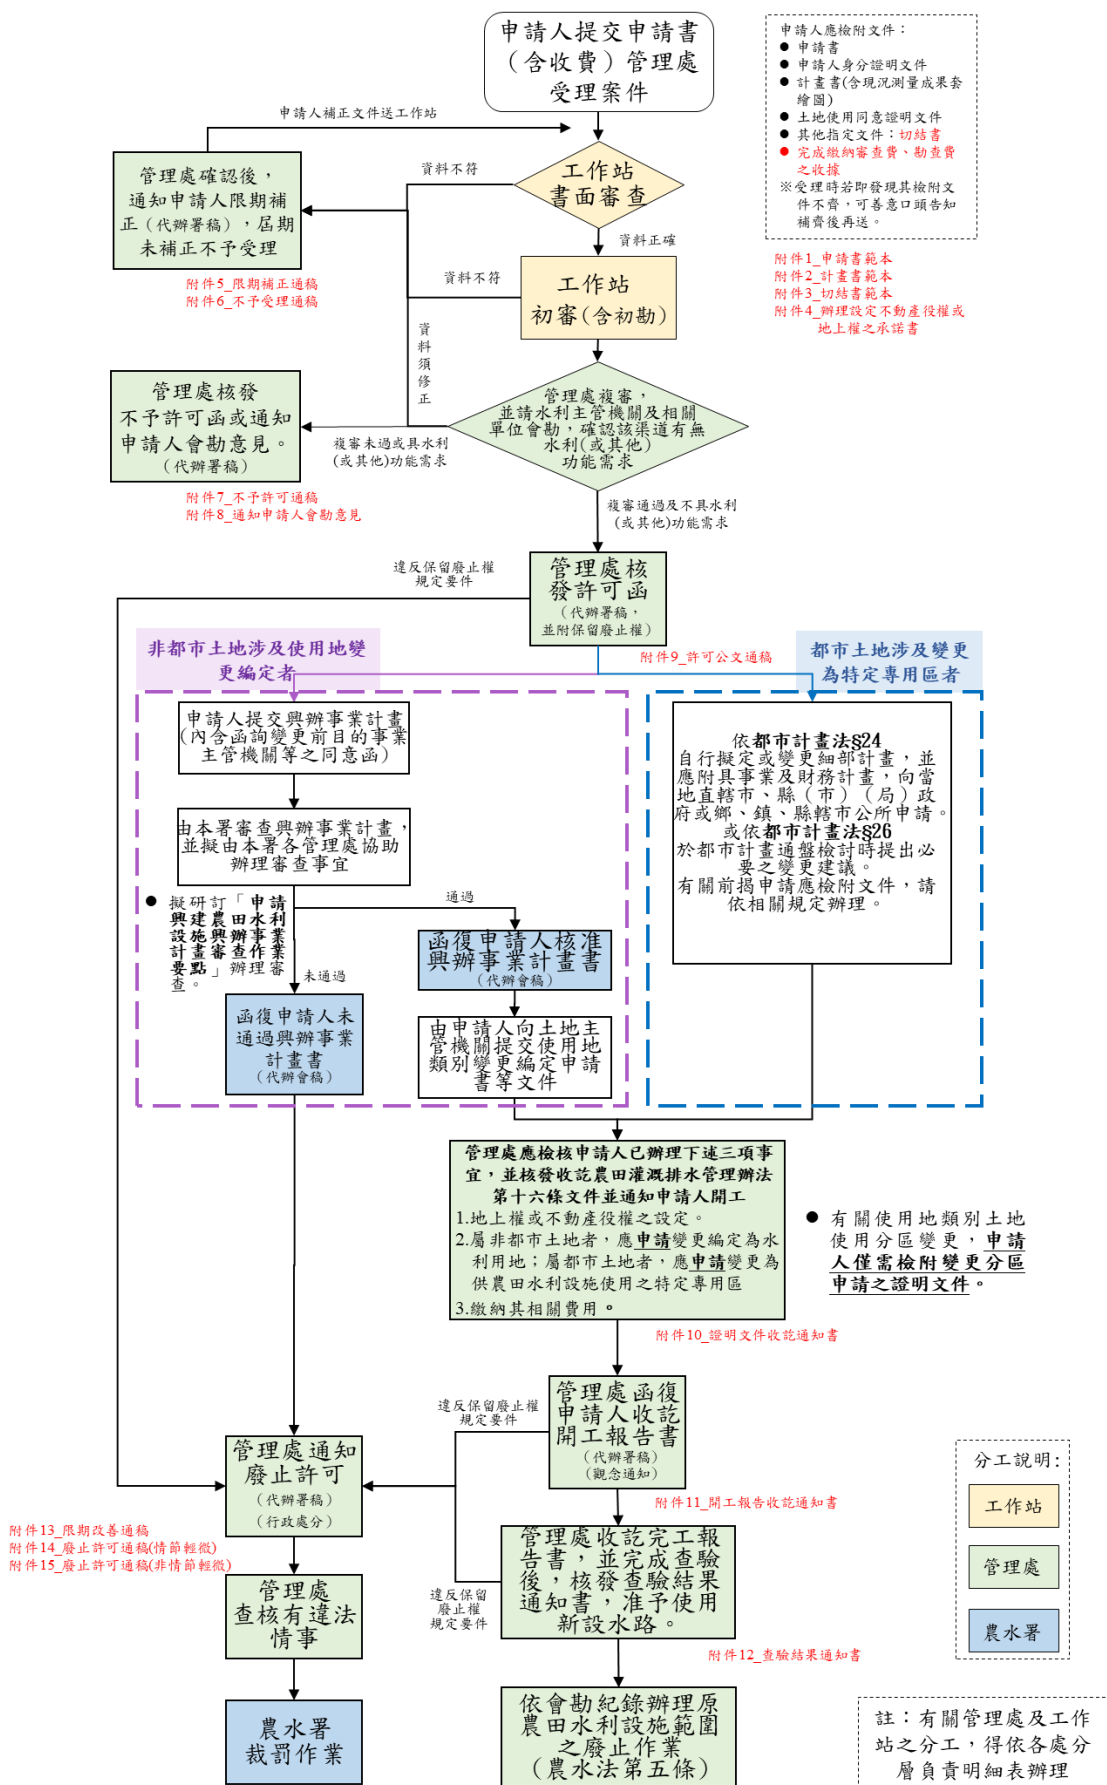 申請人提交申請書
（含收費）管理處
受理案件
申請人應檢附文件：
● 申請書
● 申請人身分證明文件
● 計畫書(含現況測量成果套
繪圖)
● 土地使用同意證明文件
● 其他指定文件：切結書
● 完成繳納審查費、勘查費
之收據
※受理時若即發現其檢附文
件不齊，可善意口頭告知
補齊後再送。
附件1_申請書範本
附件2_計畫書範本
附件3_切結書範本
附件4_辦理設定不動產役權或
地上權之承諾書
申請人補正文件送工作站
管理處確認後，
通知申請人限期補
正（代辦署稿），屆期
未補正不予受理
附件5_限期補正通稿
附件6_不予受理通稿
資料不符
工作站
書面審查
資料正確
資料不符
工作站
初審(含初勘)
資
料
須
修
正
管理處核發
不予許可函或通知
申請人會勘意見。
(代辦署稿)
附件7_不予許可通稿
附件8_通知申請人會勘意見
複審未過或具水利
(或其他)功能需求
管理處複審，
並請水利主管機關及相關
單位會勘，確認該渠道有無
水利(或其他)
功能需求
複審通過及不具水利
(或其他)功能需求
違反保留廢止權
規定要件
管理處核
發許可函
(代辦署稿，
並附保留廢止權)
附件9_許可公文通稿
非都市土地涉及使用地變
更編定者
都市土地涉及變更
為特定專用區者
申請人提交興辦事業計畫
(內含函詢變更前目的事業
主管機關等之同意函)
由本署審查興辦事業計畫，
並擬由本署各管理處協助
辦理審查事宜
● 擬研訂「申請
興建農田水利
設施興辦事業
計畫審查作業
要點」辦理審
查。
通過
未通過
函復申請人核准
興辦事業計畫書
(代辦會稿)
函復申請人未
通過興辦事業
計畫書
(代辦會稿)
由申請人向土地主
管機關提交使用地
類別變更編定申請
書等文件
依都市計畫法§24
自行擬定或變更細部計畫，並
應附具事業及財務計畫，向當
地直轄市、縣（市）（局）政
府或鄉、鎮、縣轄市公所申請。
或依都市計畫法§26
於都市計畫通盤檢討時提出必
要之變更建議。
有關前揭申請應檢附文件，請
依相關規定辦理。
管理處應檢核申請人已辦理下述三項事
宜，並核發收訖農田灌溉排水管理辦法
第十六條文件並通知申請人開工
1.地上權或不動產役權之設定。
2.屬非都市土地者，應申請變更編定為水
利用地；屬都市土地者，應申請變更為
供農田水利設施使用之特定專用區
3.繳納其相關費用。
● 有關使用地類別土地
使用分區變更，申請
人僅需檢附變更分區
申請之證明文件。
附件10_證明文件收訖通知書
違反保留廢止權
規定要件
管理處函復
申請人收訖
開工報告書
(代辦署稿)
(觀念通知)
附件11_開工報告收訖通知書
管理處通知
廢止許可
(代辦署稿)
(行政處分)
附件13_限期改善通稿
附件14_廢止許可通稿(情節輕微)
附件15_廢止許可通稿(非情節輕微)
違反保留
廢止權
規定要件
管理處收訖完工報
告書，並完成查驗
後，核發查驗結果
通知書，准予使用
新設水路。
附件12_查驗結果通知書
管理處
查核有違法
情事
農水署
裁罰作業
依會勘紀錄辦理原
農田水利設施範圍
之廢止作業
（農水法第五條）
分工說明:
工作站
管理處
農水署
註：有關管理處及工作
站之分工，得依各處分
層負責明細表辦理